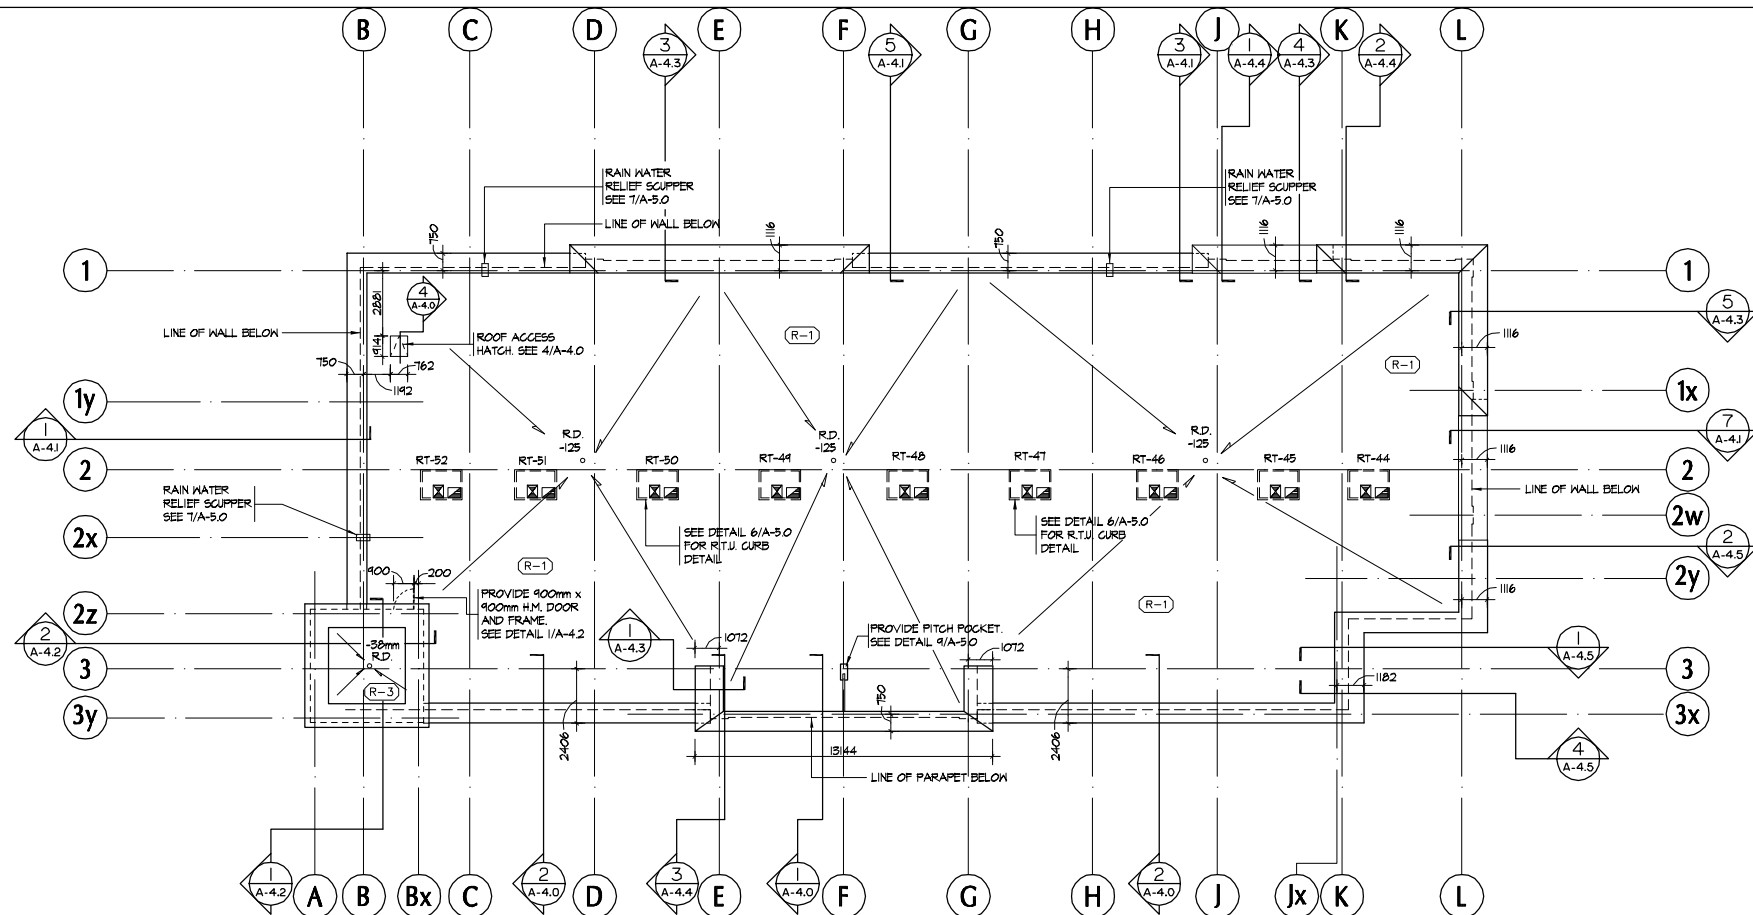 B C D E F G H J K L
3
A-4.3
5
A-4.1
3
A-4.1
1
A-4.4
4
A-4.3
2
A-4.4
RAIN WATER
RELIEF SCUPPER
SEE 7/A-5.0
LINE OF WALL BELOW
RAIN WATER
RELIEF SCUPPER
SEE 7/A-5.0
750
1116
750
1116
1116
1
1
2881
4
A-4.0
5
A-4.3
LINE OF WALL BELOW
914
ROOF ACCESS
HATCH. SEE 4/A-4.0
R-1
1116
R-1
750
762
1192
1y
1x
1
A-4.1
R.D.
-125
R.D.
-125
R.D.
-125
7
A-4.1
1116
2
RT-52
RT-51
RT-50
RT-49
RT-48
RT-47
RT-46
RT-45
RT-44
2
RAIN WATER
RELIEF SCUPPER
SEE 7/A-5.0
LINE OF WALL BELOW
2x
SEE DETAIL 6/A-5.0
FOR R.T.U. CURB
DETAIL
SEE DETAIL 6/A-5.0
FOR R.T.U. CURB
DETAIL
2w
2
A-4.5
900
200
R-1
2y
1116
2z
PROVIDE 900mm x
900mm H.M. DOOR
AND FRAME.
SEE DETAIL 1/A-4.2
R-1
2
A-4.2
-38mm
R.D.
1
A-4.3
1072
PROVIDE PITCH POCKET.
SEE DETAIL 9/A-5.0
1072
1
A-4.5
3
R-3
1182
3
3y
2406
750
2406
3x
13144
LINE OF PARAPET BELOW
4
A-4.5
1
A-4.2
A B Bx C
2
A-4.0
D
3
A-4.4
E
1
A-4.0
F G H
2
A-4.0
J Jx K L